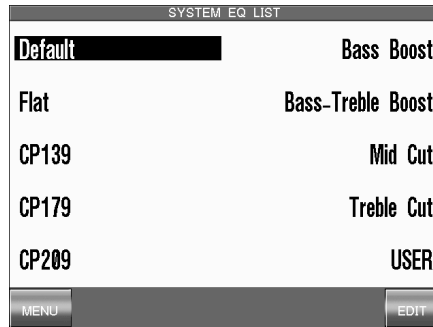 SYSTEM EQ LIST
Default Bass Boost
Flat Bass-Treble Boost
CP139 Mid Cut
CP179 Treble Cut
CP209 USER
MENU EDIT